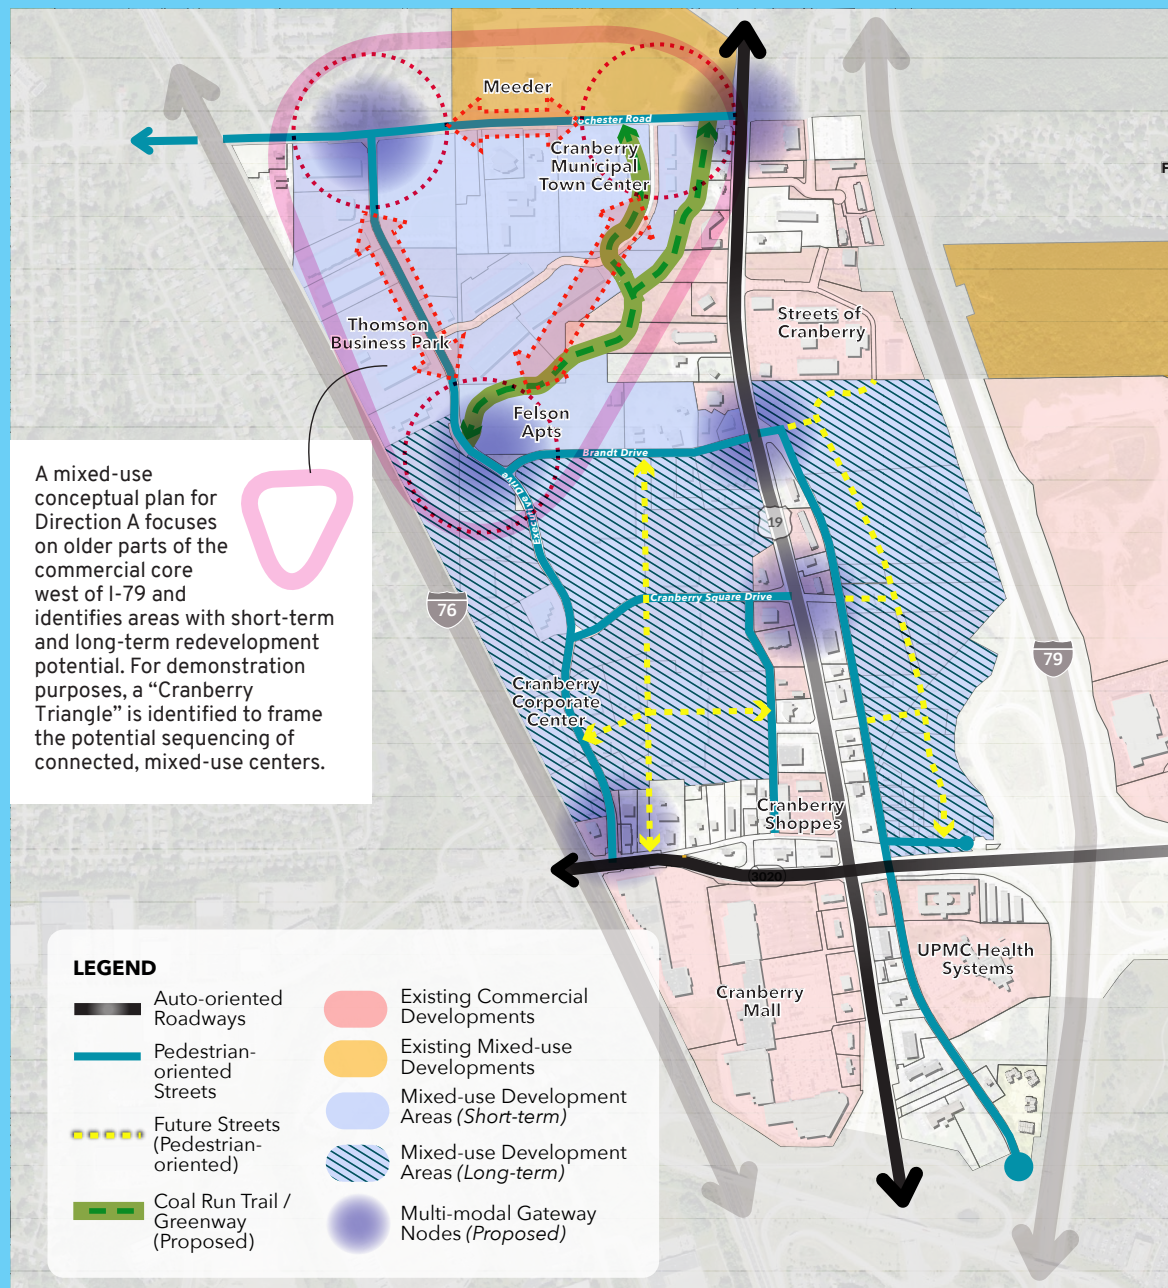 Meeder
Rochester Road
Cranberry
Municipal
Town Center
F
Streets of
Cranberry
Thomson
Business Park
Felson
Apts
Brandt Drive
Executive Drive
A mixed-use
conceptual plan for
Direction A focuses
on older parts of the
commercial core
west of I-79 and
identifies areas with short-term
and long-term redevelopment
potential. For demonstration
purposes, a “Cranberry
Triangle” is identified to frame
the potential sequencing of
connected, mixed-use centers.
19
76
Cranberry Square Drive
79
Cranberry
Corporate
Center
Cranberry
Shoppes
3020
UPMC Health
Systems
Cranberry
Mall
LEGEND
Auto-oriented
Roadways
Pedestrian-
oriented
Streets
Future Streets
(Pedestrian-
oriented)
Coal Run Trail /
Greenway
(Proposed)
Existing Commercial
Developments
Existing Mixed-use
Developments
Mixed-use Development
Areas (Short-term)
Mixed-use Development
Areas (Long-term)
Multi-modal Gateway
Nodes (Proposed)